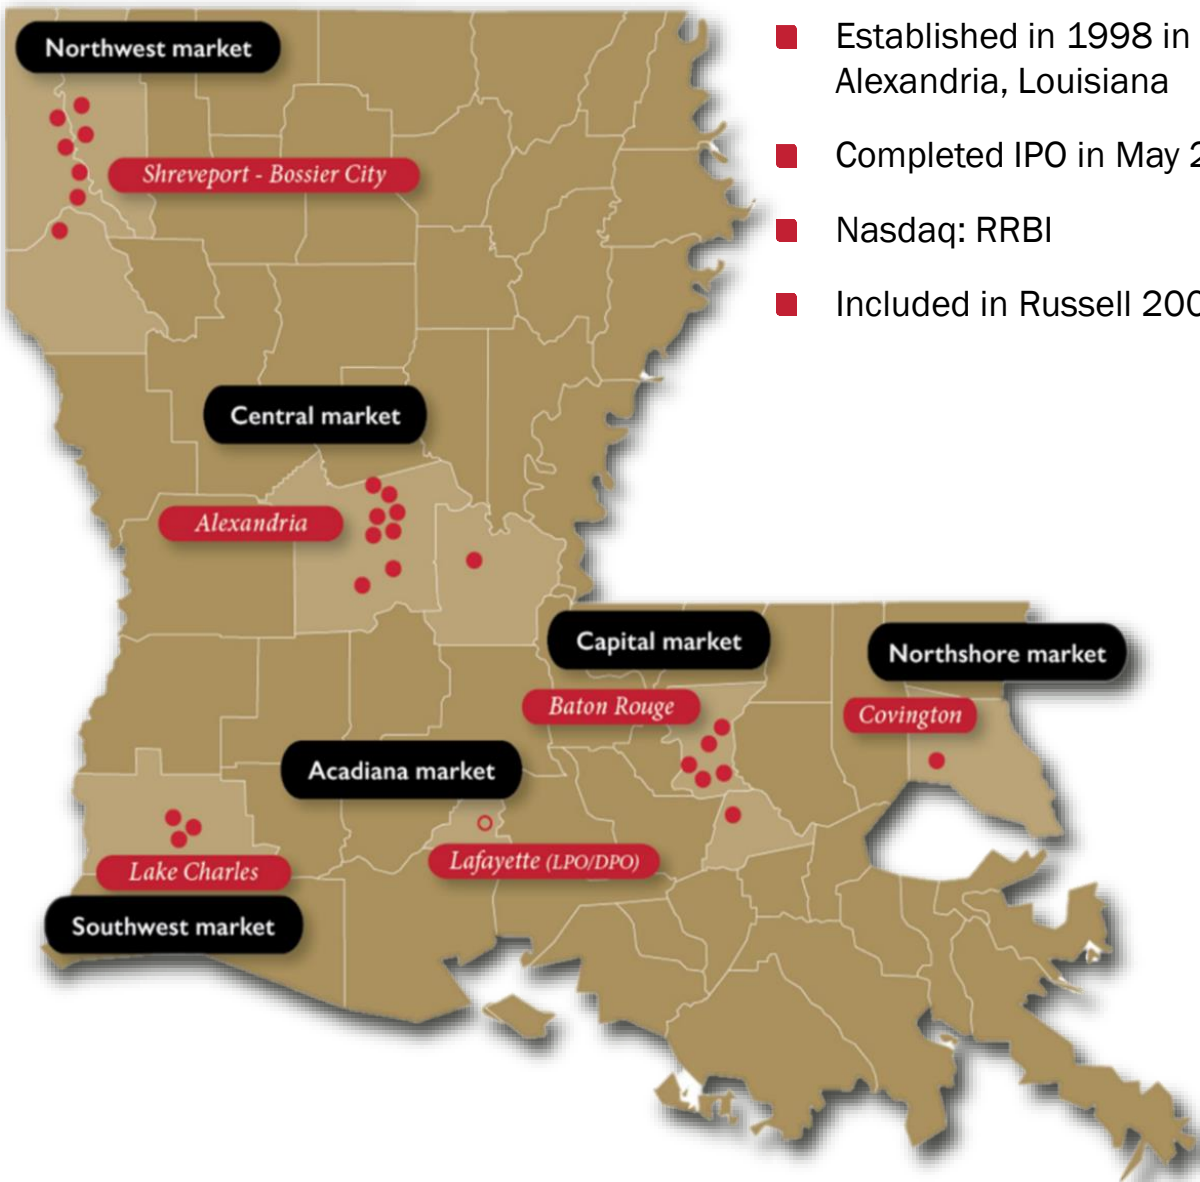 Northwest market
Shreveport - Bossier City
Central market
Alexandria
Capital market
Baton Rouge
Northshore market
Covington
Acadiana market
Lafayette (LPO/DPO)
Lake Charles
Southwest market
Established in 1998 in
Alexandria, Louisiana
Completed IPO in May
Nasdaq: RRBI
Included in Russell